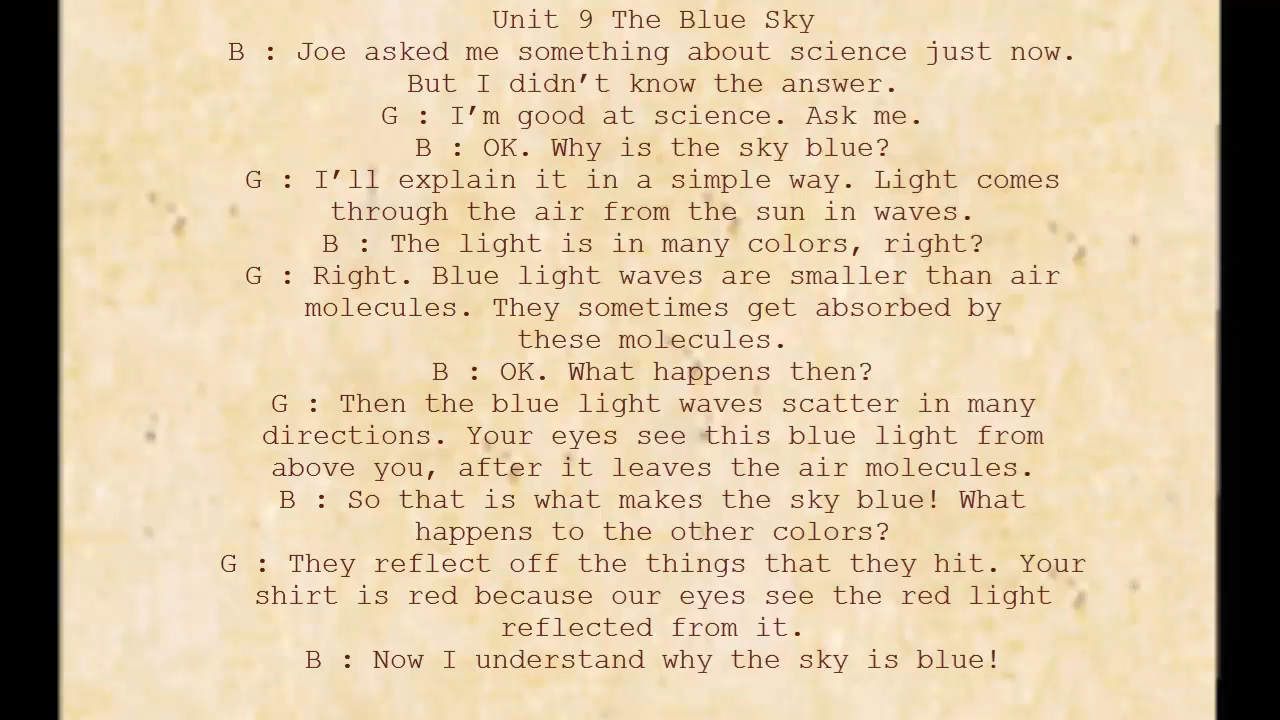 Unit 9 The Blue Sky
B : Joe asked me something about science just now.
But I didn’t know the answer.
G : I’m good at science. Ask me.
B : OK. Why is the sky blue?
G : I’ll explain it in a simple way. Light comes
through the air from the sun in waves.
B : The light is in many colors, right?
G : Right. Blue light waves are smaller than air
molecules. They sometimes get absorbed by
these molecules.
B : OK. What happens then?
G : Then the blue light waves scatter in many
directions. Your eyes see this blue light from
above you, after it leaves the air molecules.
B : So that is what makes the sky blue! What
happens to the other colors?
G : They reflect off the things that they hit. Your
shirt is red because our eyes see the red light
reflected from it.
B : Now I understand why the sky is blue!